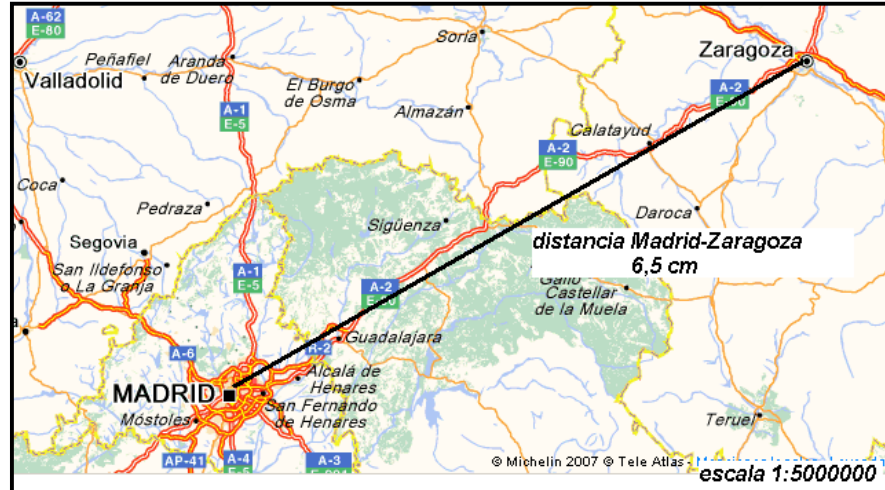 A-62
E-80
Valladolid
Peñafiel
Aranda
de Duero
A-1
E-5
El Burgo
de Osma
Soria
Almazán
Zaragoza
A-2
Calatayud
A-2
E-90
Coca
Pedraza
Segovia
San Ildefonso
o La Granja
A-1
E-5
Sigüenza
Daroca
distancia Madrid-Zaragoza
6,5 cm
A-2
Gallo
Castellar
de la Muela
Guadalajara
R-2
A-6
MADRID
Alcalá de
Henares
San Fernando
de Henares
Móstoles
Teruel
AP-41
A-4
E-5
A-3
© Michelin 2007 © Tele Atlas -
escala 1:5000000